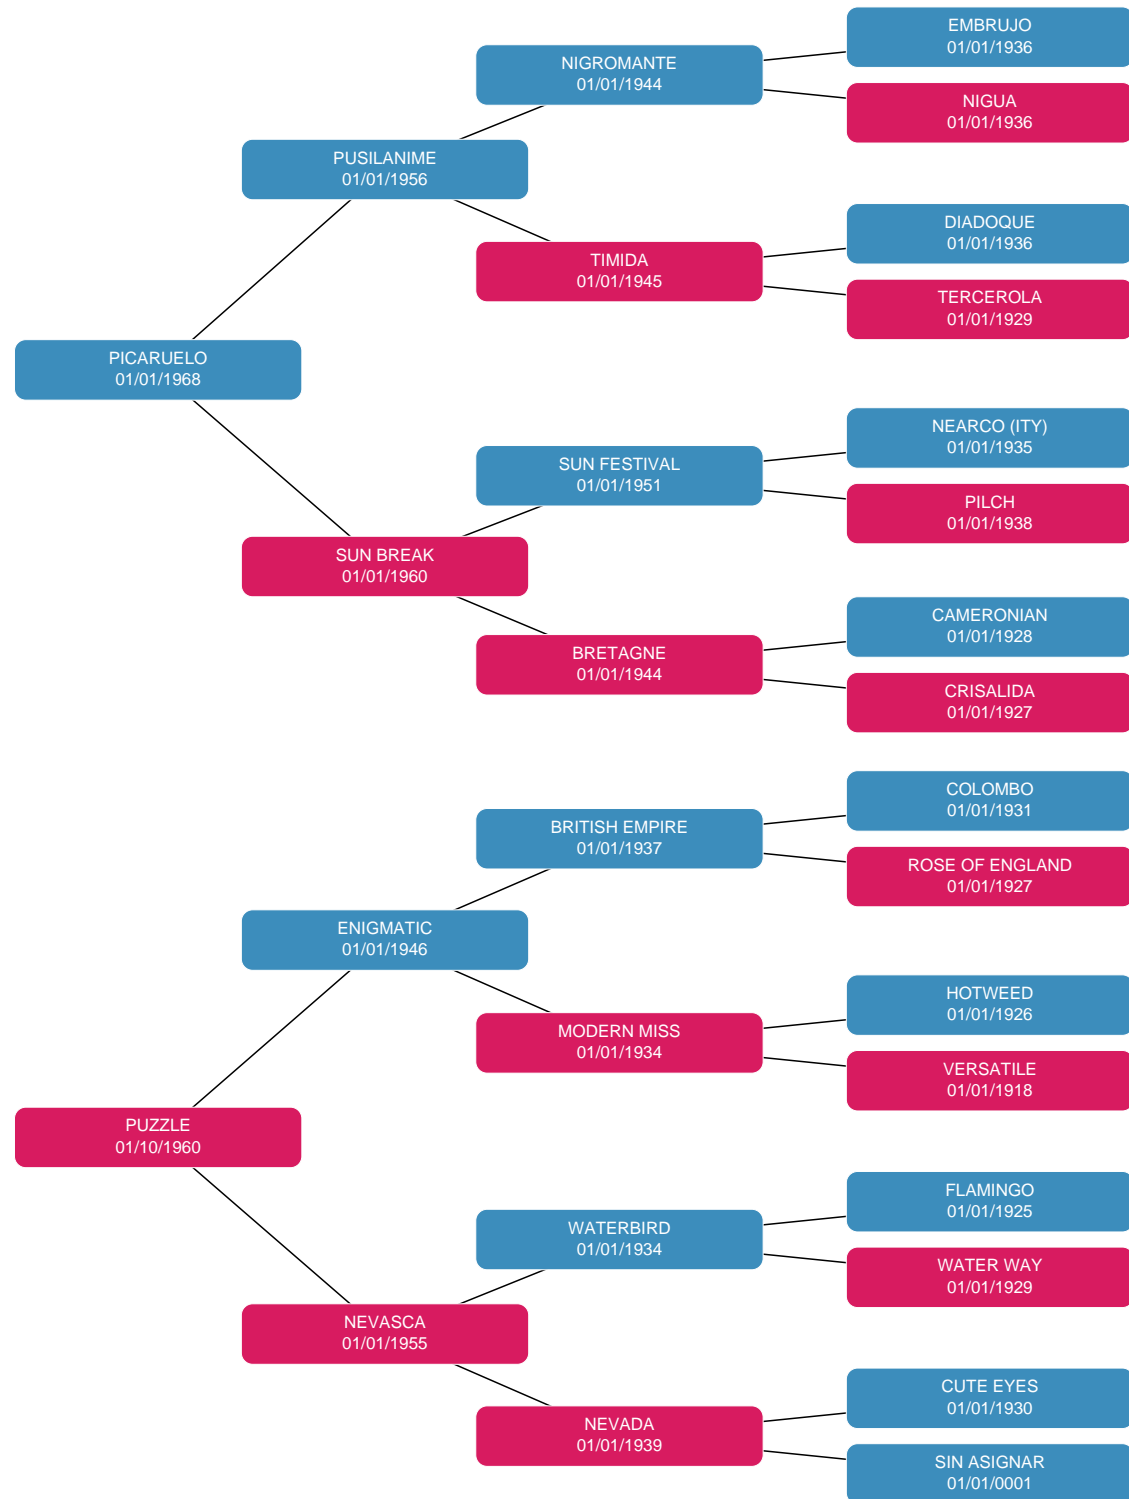 EMBRUJO
01/01/1936
NIGROMANTE
01/01/1944
NIGUA
01/01/1936
PUSILANIME
01/01/1956
DIADOQUE
01/01/1936
TIMIDA
01/01/1945
TERCEROLA
01/01/1929
PICARUELO
01/01/1968
NEARCO (ITY)
01/01/1935
SUN FESTIVAL
01/01/1951
PILCH
01/01/1938
SUN BREAK
01/01/1960
CAMERONIAN
01/01/1928
BRETAGNE
01/01/1944
CRISALIDA
01/01/1927
COLOMBO
01/01/1931
BRITISH EMPIRE
01/01/1937
ROSE OF ENGLAND
01/01/1927
ENIGMATIC
01/01/1946
HOTWEED
01/01/1926
MODERN MISS
01/01/1934
VERSATILE
01/01/1918
PUZZLE
01/10/1960
FLAMINGO
01/01/1925
WATERBIRD
01/01/1934
WATER WAY
01/01/1929
NEVASCA
01/01/1955
CUTE EYES
01/01/1930
NEVADA
01/01/1939
SIN ASIGNAR
01/01/0001